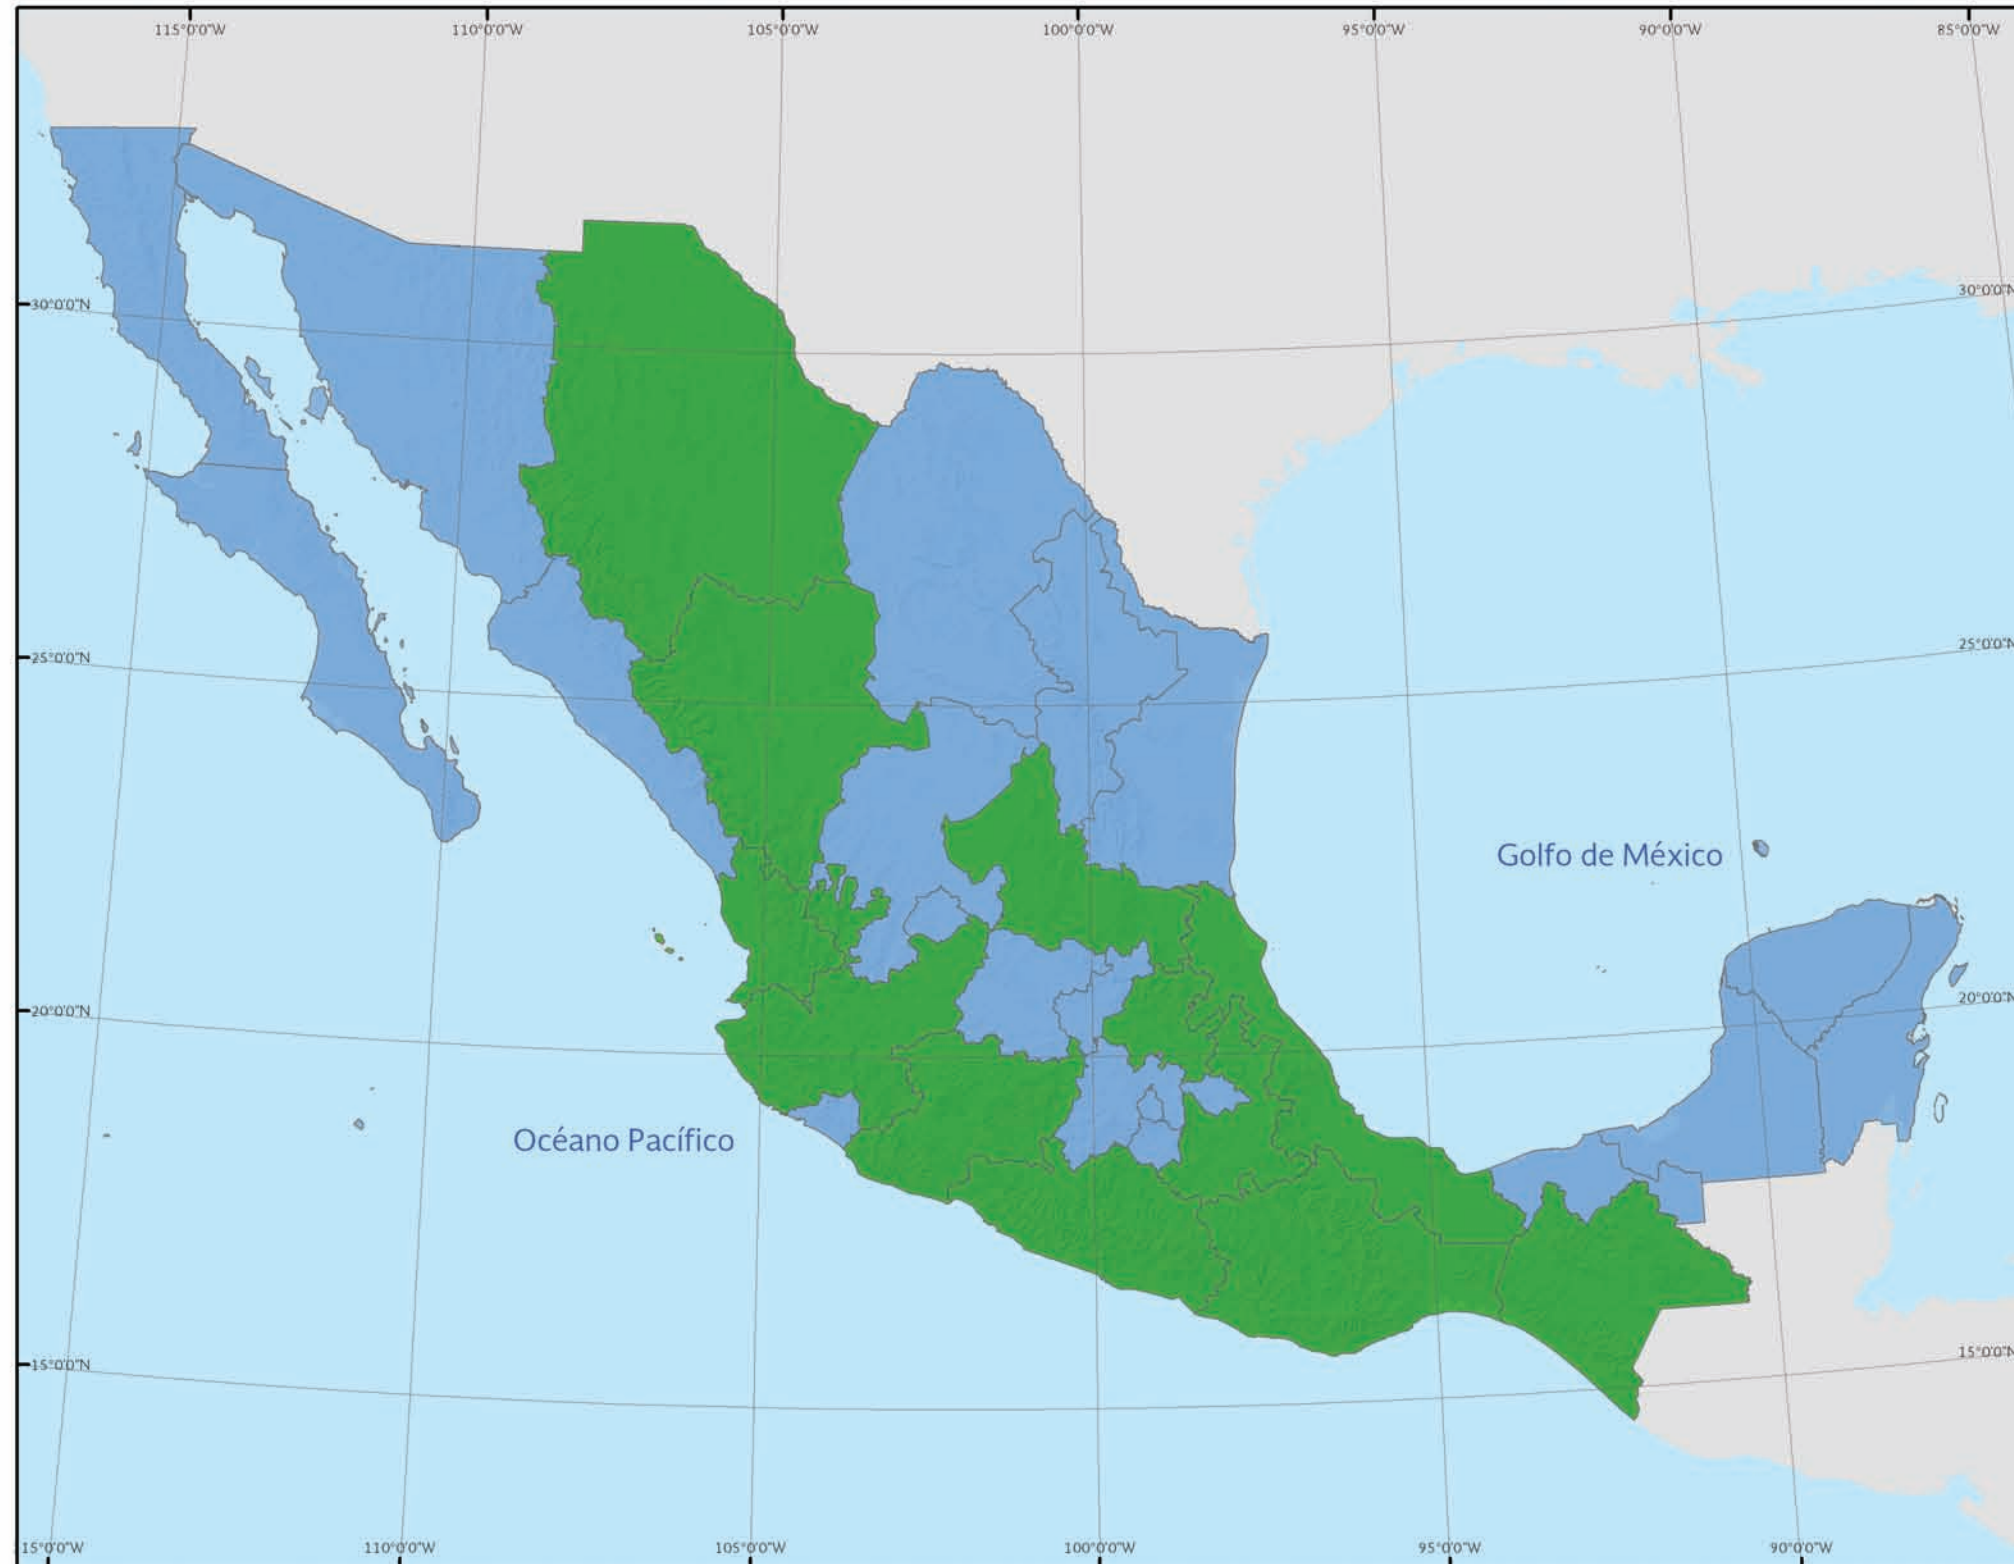 115°0'0"W 110°0'0"W 105°0'0"W 100°0'0"W 95°0'0"W 90°0'0"W 85°0'0"W
30°0'0"N 30°0'0"N
25°0'0"N 25°0'0"N
Golfo de México
20°0'0"N 20°0'0"N
Océano Pacífico
15°0'0"N 15°0'0"N
15°0'0"W 110°0'0"W 105°0'0"W 100°0'0"W 95°0'0"W 90°0'0"W